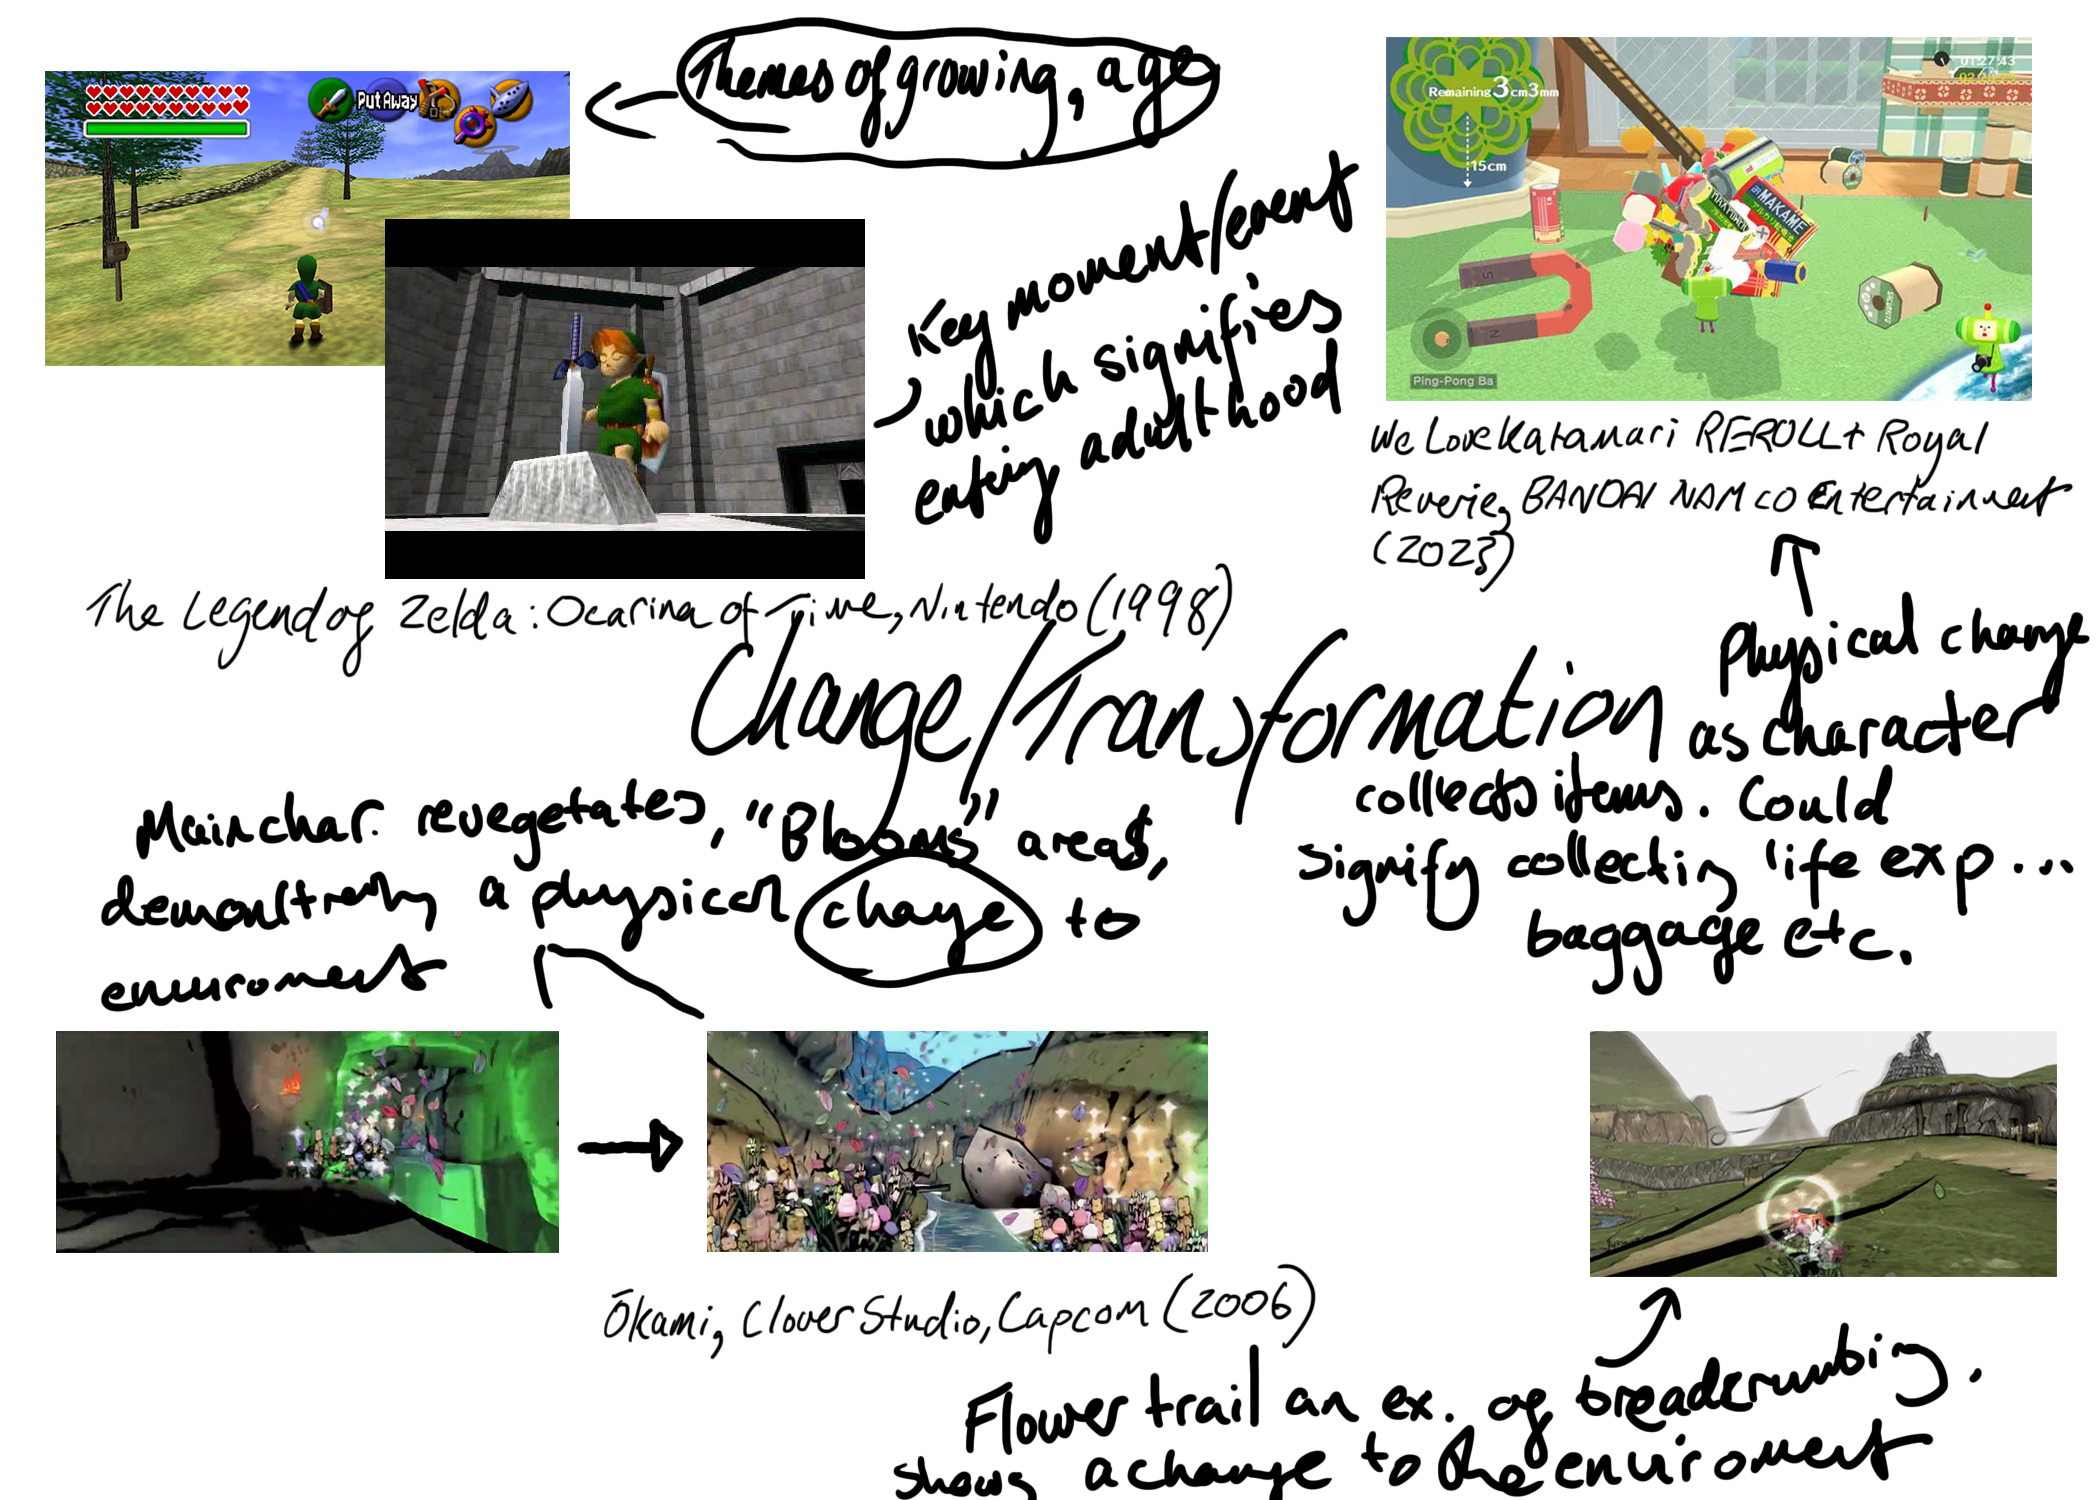 Themes of growing, age
Put Away
Remaining 3cm3mm
15cm
01:27:43
MAKAME
MAXPOWER
S
N
Ping-Pong Ba
Key moment/event
which signifies
entering adulthood
We Love Katamari REROLL+ Royal
Reverie, BANDAI NAMCO Entertainment
(2023)
The Legend of Zelda: Ocarina of Time, Nintendo (1998)
Change/Transformation
Physical change
as character
collects items. Could
signify collecting life exp...
baggage etc.
Main char. revegetates, "Blooms" areas,
demonstrating a physical change to
enviroment
Ōkami, Clover Studio, Capcom (2006)
Flower trail an ex. of breadcrumbing.
shows a change to the enviroment